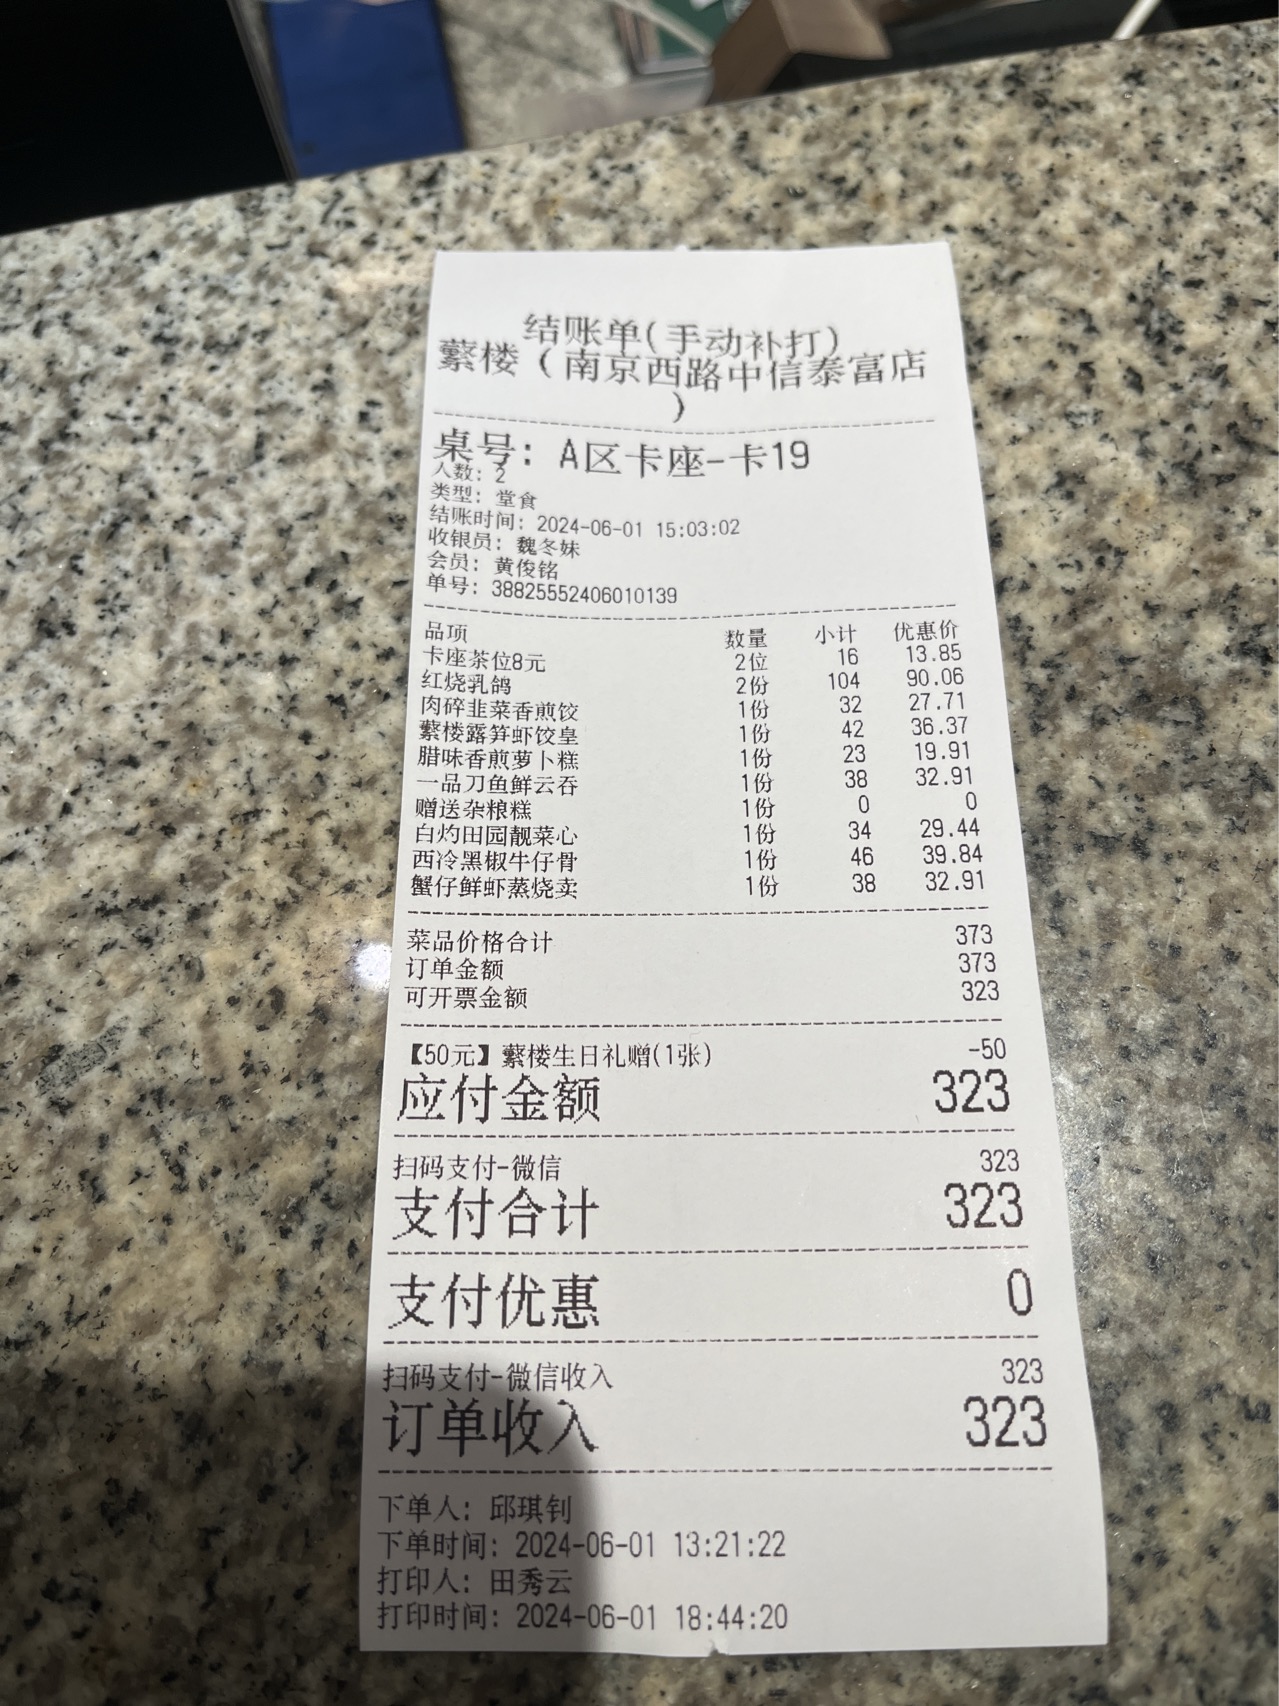 结账单(手动补打)
蘩楼（南京西路中信泰富店
）
桌号: A区卡座-卡19
人数: 2
类型: 堂食
结账时间: 2024-06-01 15:03:02
收银员: 魏冬妹
会员: 黄俊铭
单号: 38825552406010139
品项 数量 小计 优惠价
卡座茶位8元 2位 16 13.85
红烧乳鸽 2份 104 90.06
肉碎韭菜香煎饺 1份 32 27.71
蘩楼露笋虾饺皇 1份 42 36.37
腊味香煎萝卜糕 1份 23 19.91
一品刀鱼鲜云吞 1份 38 32.91
赠送杂粮糕 1份 0 0
白灼田园靓菜心 1份 34 29.44
西冷黑椒牛仔骨 1份 46 39.84
蟹仔鲜虾蒸烧卖 1份 38 32.91
菜品价格合计 373
订单金额 373
可开票金额 323
【50元】蘩楼生日礼赠(1张) -50
应付金额 323
扫码支付-微信 323
支付合计 323
支付优惠 0
扫码支付-微信收入 323
订单收入 323
下单人: 邱琪钊
下单时间: 2024-06-01 13:21:22
打印人: 田秀云
打印时间: 2024-06-01 18:44:20